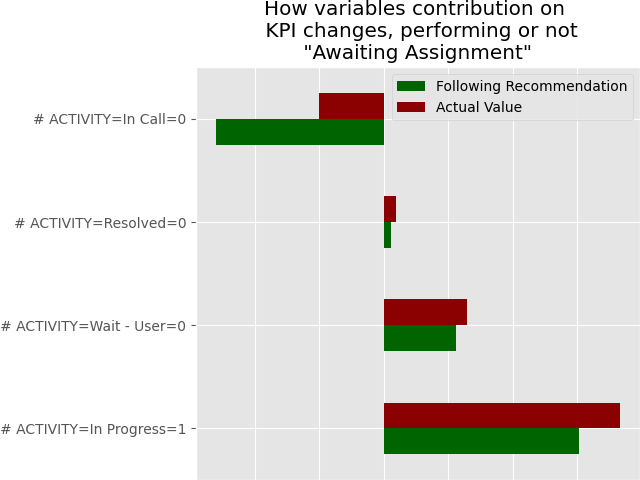 How variables contribution on
KPI changes, performing or not
"Awaiting Assignment"
Following Recommendation
Actual Value
# ACTIVITY=In Call=0
# ACTIVITY=Resolved=0
# ACTIVITY=Wait - User=0
# ACTIVITY=In Progress=1